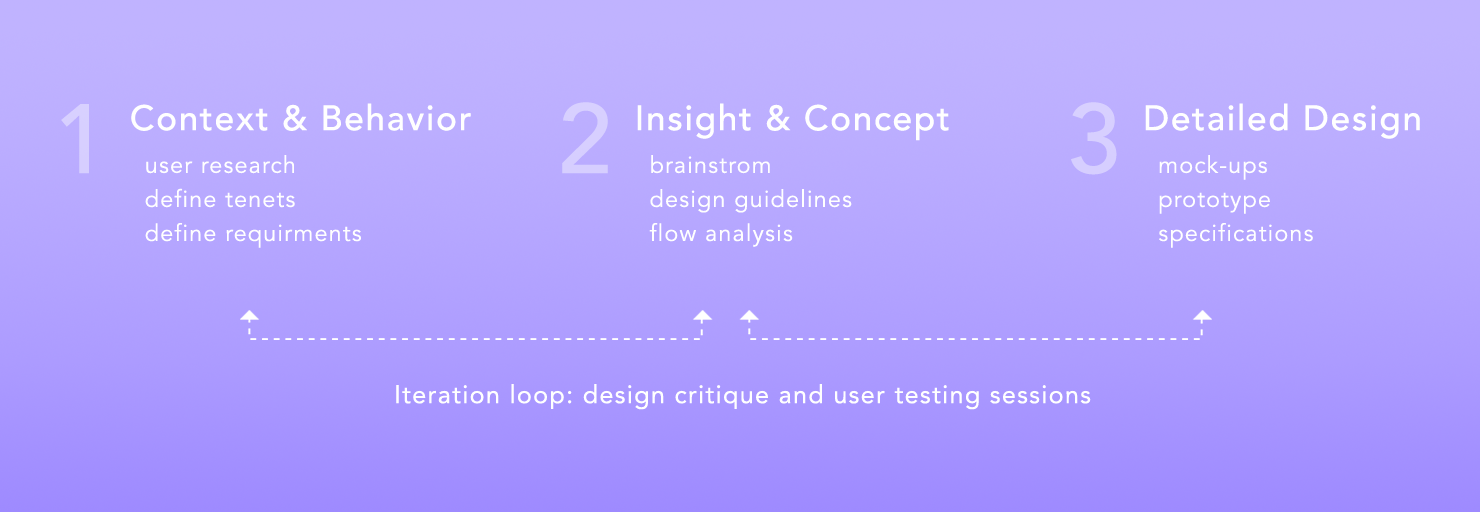 1 Context & Behavior
user research
define tenets
define requirments
2 Insight & Concept
brainstrom
design guidelines
flow analysis
3 Detailed Design
mock-ups
prototype
specifications
Iteration loop: design critique and user testing sessions